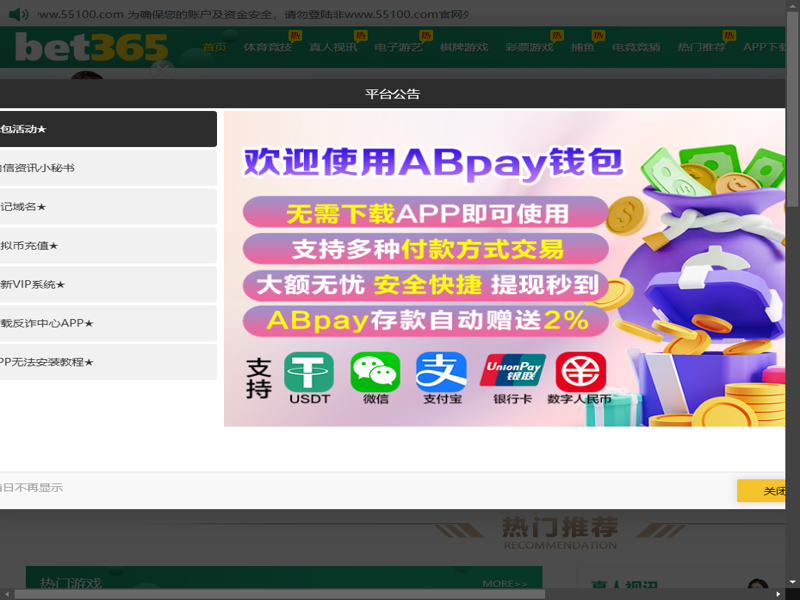 ww.55100.com 为确保您的账户及资金安全，请勿登陆非www.55100.com官网
bet365
首页 体育竞技 真人视讯 电子游艺 棋牌游戏 彩票游戏 捕鱼 电竞竞猜 热门推荐 APP下载
热 热 热 热 热 热
平台公告
包活动★
信资讯小秘书
记域名★
拟币充值★
新VIP系统★
载反诈中心APP★
PP无法安装教程★
欢迎使用ABpay钱包
无需下载APP即可使用
支持多种付款方式交易
大额无忧 安全快捷 提现秒到
ABpay存款自动赠送2%
支持
USDT 微信 支付宝 银行卡 数字人民币
UnionPay
银联
当日不再显示
关闭
热门推荐
RECOMMENDATION
热门游戏
MORE>>
真人视讯